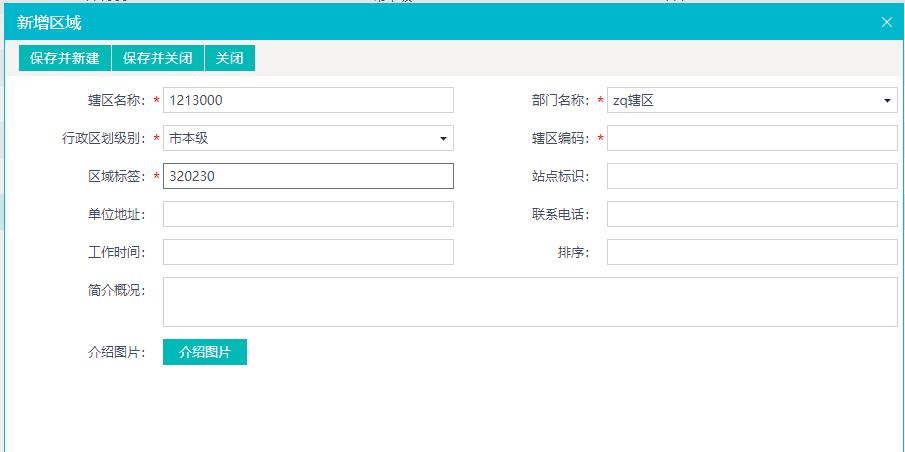 新增区域
保存并新建 保存并关闭 关闭
辖区名称: * 1213000 部门名称: * zq辖区
行政区划级别: * 市本级 辖区编码: *
区域标签: * 320230 站点标识:
单位地址: 联系电话:
工作时间: 排序:
简介概况:
介绍图片: 介绍图片